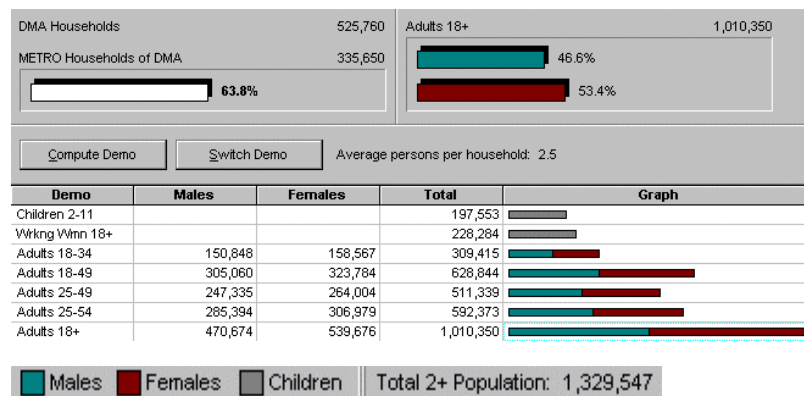 DMA Households 525,760
METRO Households of DMA 335,650
63.8%
Adults 18+ 1,010,350
46.6%
53.4%
Compute Demo Switch Demo Average persons per household: 2.5
Demo Males Females Total Graph
Children 2-11 197,553
Wrkng Wmn 18+ 228,284
Adults 18-34 150,848 158,567 309,415
Adults 18-49 305,060 323,784 628,844
Adults 25-49 247,335 264,004 511,339
Adults 25-54 285,394 306,979 592,373
Adults 18+ 470,674 539,676 1,010,350
Males Females Children Total 2+ Population: 1,329,547